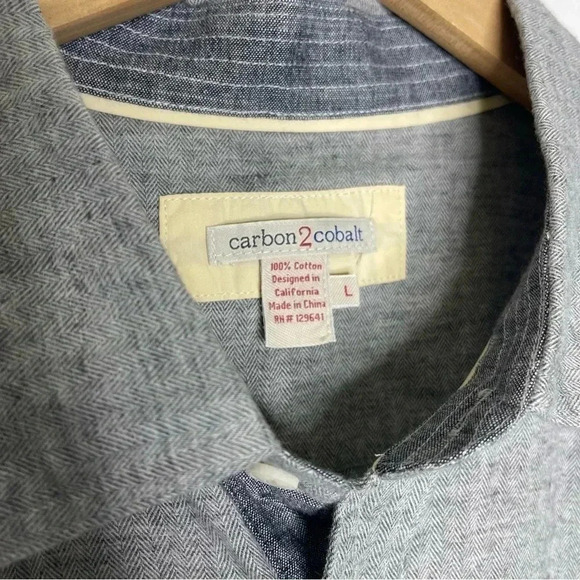 carbon2cobalt
100% Cotton
Designed in
California
Made in China
RN# 129641
L